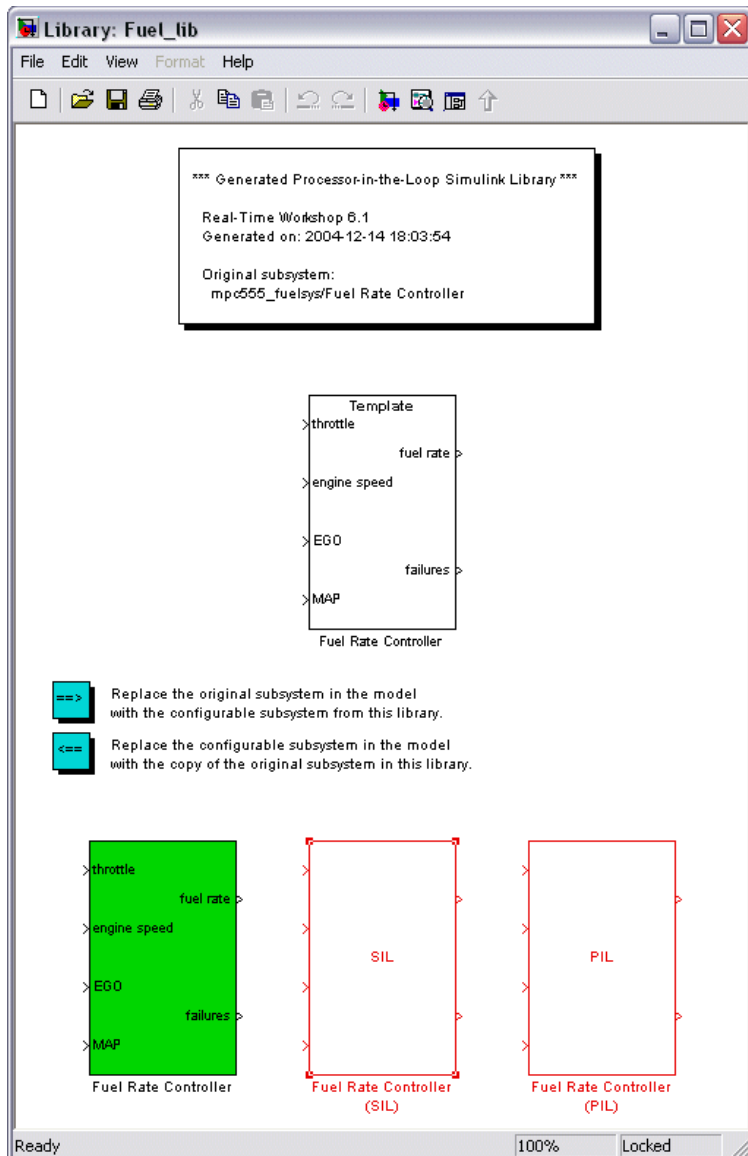 Library: Fuel_lib
File Edit View Format Help
*** Generated Processor-in-the-Loop Simulink Library ***
Real-Time Workshop 6.1
Generated on: 2004-12-14 18:03:54
Original subsystem:
mpc555_fuelsys/Fuel Rate Controller
Template
throttle
fuel rate
engine speed
EGO
failures
MAP
Fuel Rate Controller
==>
Replace the original subsystem in the model
with the configurable subsystem from this library.
<==
Replace the configurable subsystem in the model
with the copy of the original subsystem in this library.
throttle
fuel rate
engine speed
EGO
failures
MAP
Fuel Rate Controller
SIL
Fuel Rate Controller
(SIL)
PIL
Fuel Rate Controller
(PIL)
Ready 100% Locked